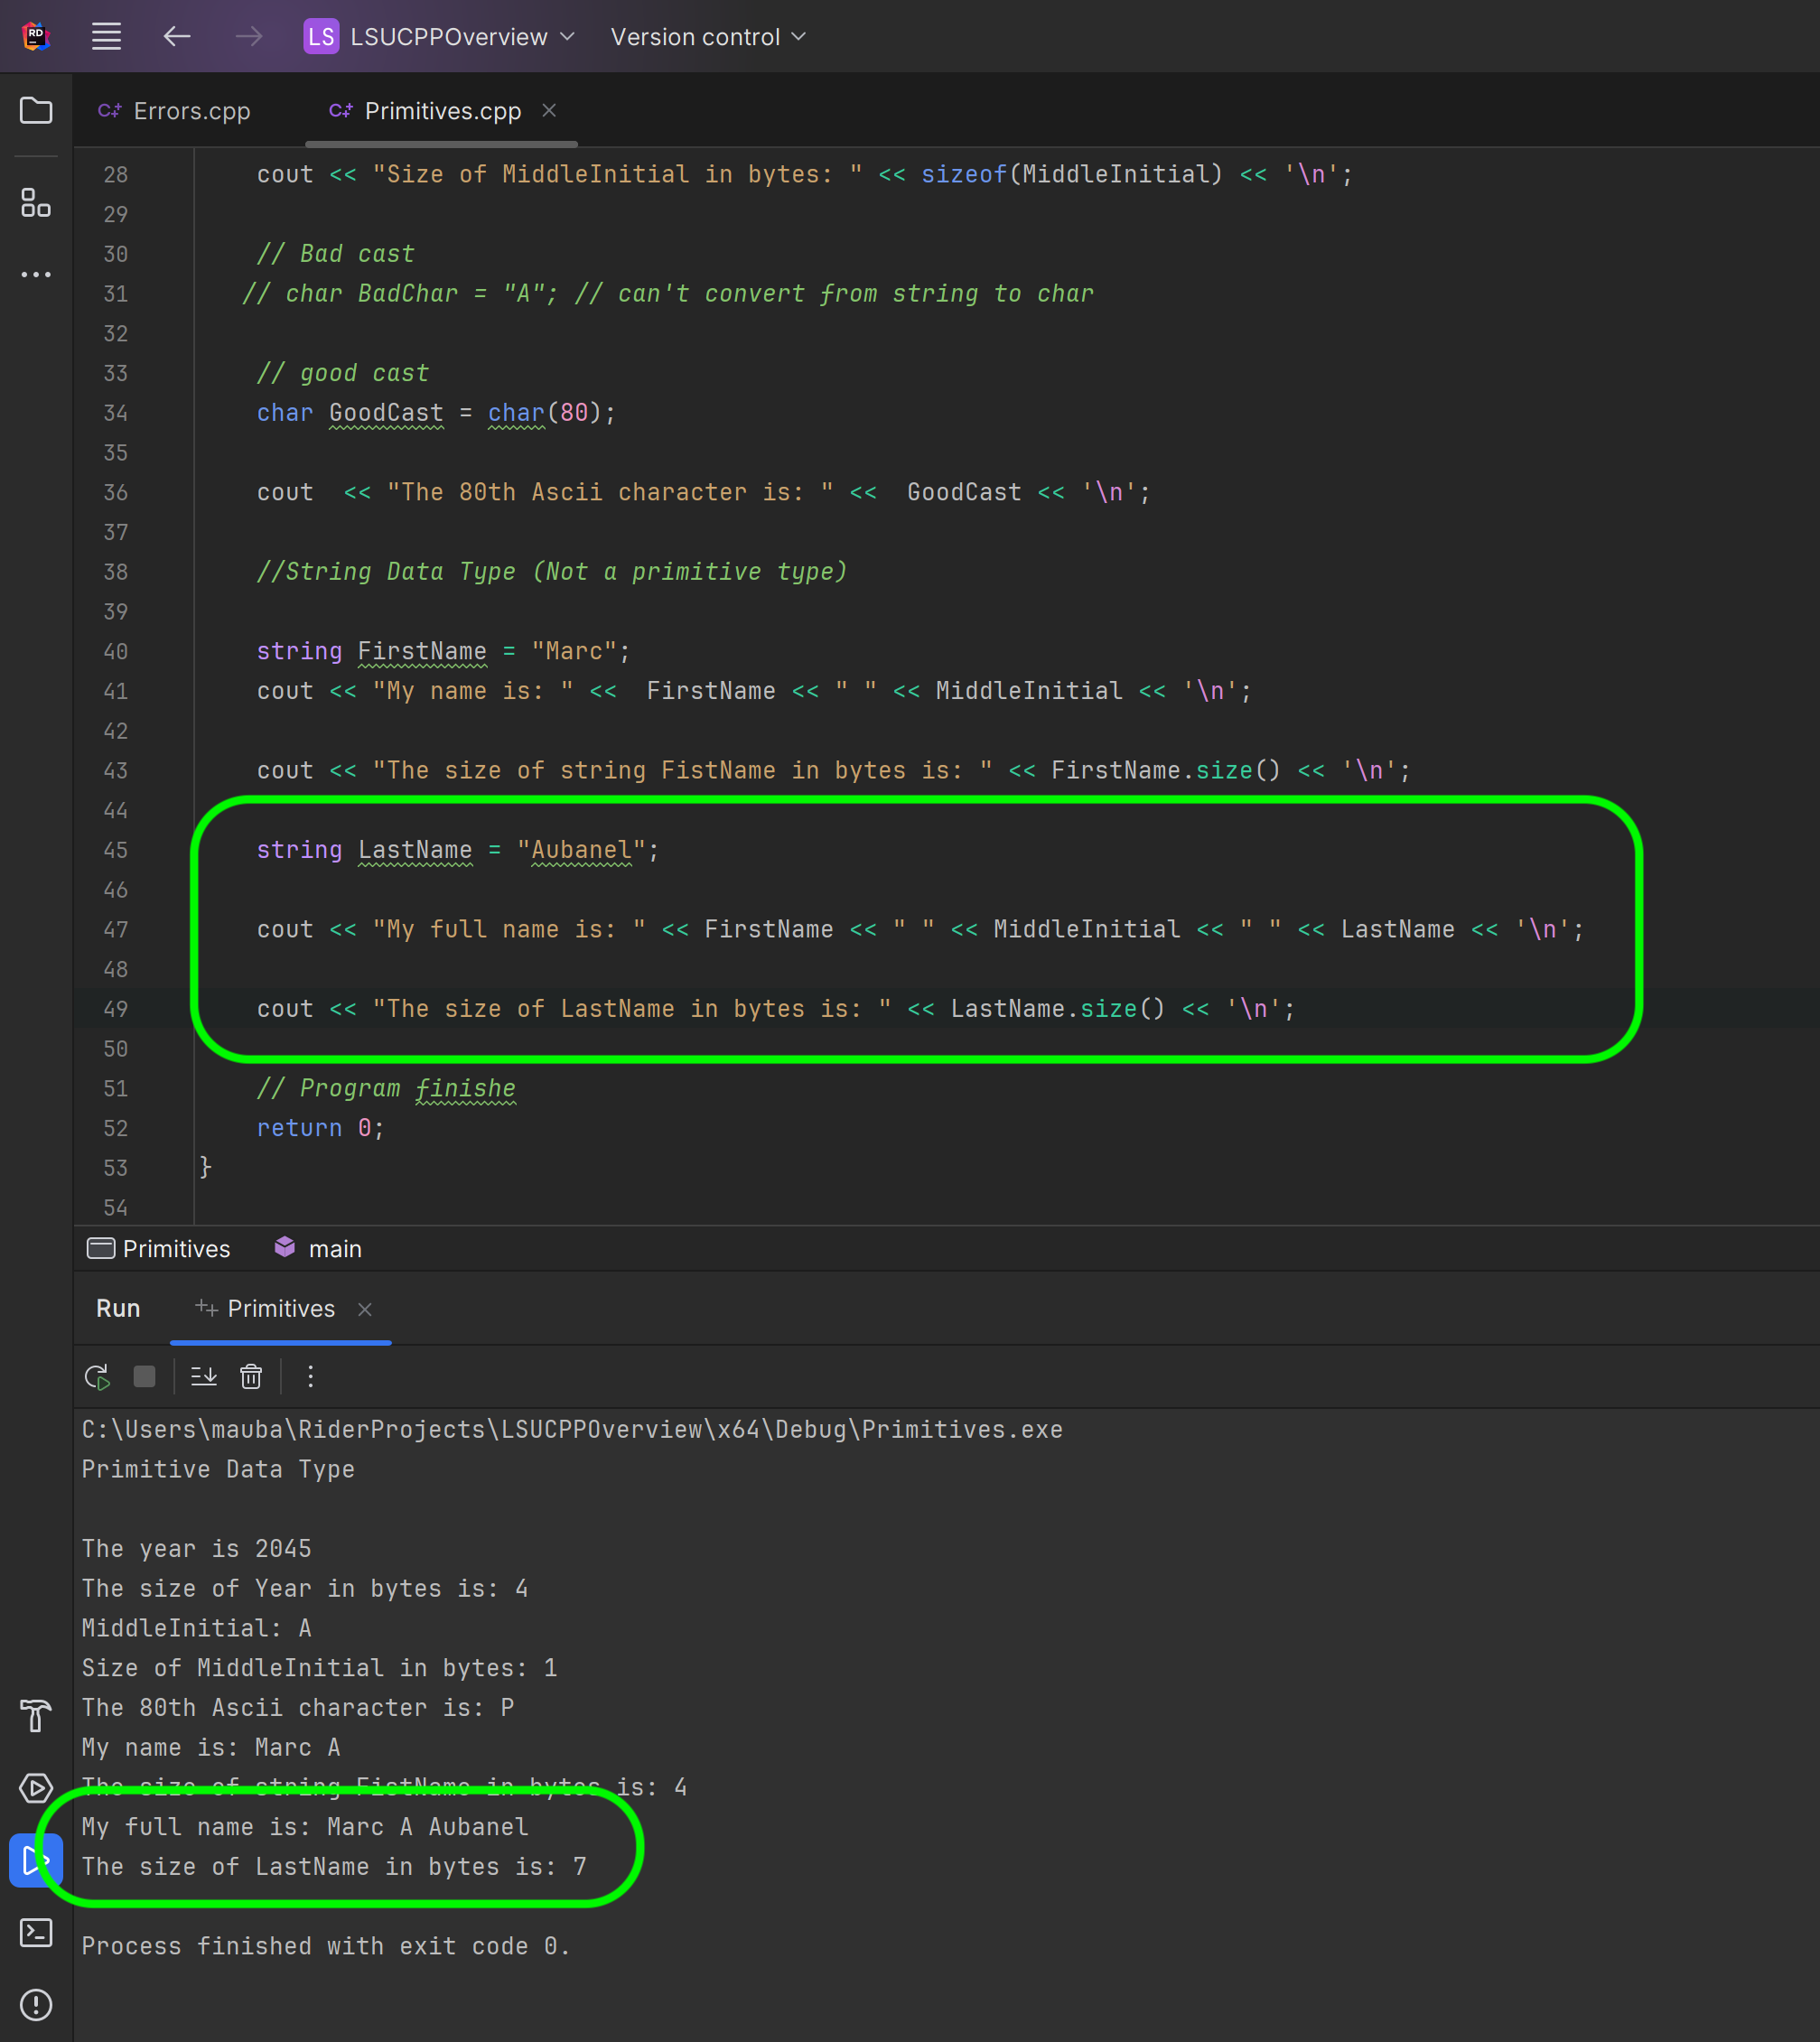 RD
LS LSUCPPOverview Version control
C++ Errors.cpp C++ Primitives.cpp
28 cout << "Size of MiddleInitial in bytes: " << sizeof(MiddleInitial) << '\n';
29
30 // Bad cast
31 // char BadChar = "A"; // can't convert from string to char
32
33 // good cast
34 char GoodCast = char(80);
35
36 cout  << "The 80th Ascii character is: " <<  GoodCast << '\n';
37
38 //String Data Type (Not a primitive type)
39
40 string FirstName = "Marc";
41 cout << "My name is: " <<  FirstName << " " << MiddleInitial << '\n';
42
43 cout << "The size of string FistName in bytes is: " << FirstName.size() << '\n';
44
45 string LastName = "Aubanel";
46
47 cout << "My full name is: " << FirstName << " " << MiddleInitial << " " << LastName << '\n';
48
49 cout << "The size of LastName in bytes is: " << LastName.size() << '\n';
50
51 // Program finishe
52 return 0;
53 }
54
Primitives main
Run Primitives
C:\Users\mauba\RiderProjects\LSUCPPOverview\x64\Debug\Primitives.exe
Primitive Data Type
The year is 2045
The size of Year in bytes is: 4
MiddleInitial: A
Size of MiddleInitial in bytes: 1
The 80th Ascii character is: P
My name is: Marc A
The size of string FistName in bytes is: 4
My full name is: Marc A Aubanel
The size of LastName in bytes is: 7
Process finished with exit code 0.